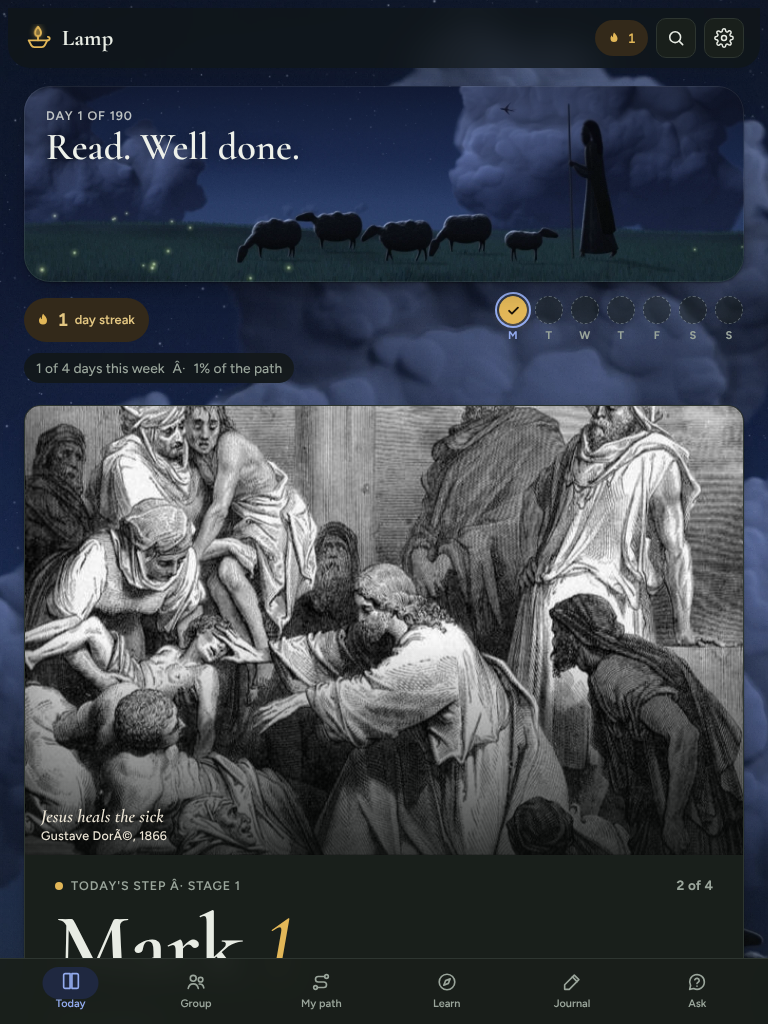 Lamp
1
DAY 1 OF 190
Read. Well done.
1 day streak
M T W T F S S
1 of 4 days this week Â· 1% of the path
Jesus heals the sick
Gustave DorÃ©, 1866
TODAY'S STEP Â· STAGE 1
2 of 4
Mark 1
Today
Group
My path
Learn
Journal
Ask